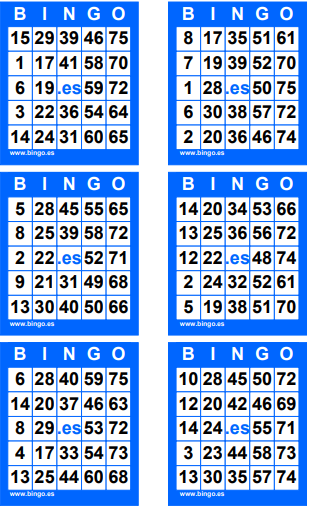 B I N G O
15 29 39 46 75
1 17 41 58 70
6 19 .es 59 72
3 22 36 54 64
14 24 31 60 65
www.bingo.es
B I N G O
8 17 35 51 61
7 19 39 52 70
1 28 .es 50 75
6 30 38 57 72
2 20 36 46 74
www.bingo.es
B I N G O
5 28 45 55 65
8 25 39 58 72
2 22 .es 52 71
9 21 31 49 68
13 30 40 50 66
www.bingo.es
B I N G O
14 20 34 53 66
13 25 36 56 72
12 22 .es 48 74
2 24 32 52 61
5 19 38 51 70
www.bingo.es
B I N G O
6 28 40 59 75
14 20 37 46 63
8 29 .es 53 72
4 17 33 54 73
13 25 44 60 68
www.bingo.es
B I N G O
10 28 45 50 72
12 20 42 46 69
14 24 .es 55 71
3 23 44 58 73
13 30 35 57 74
www.bingo.es